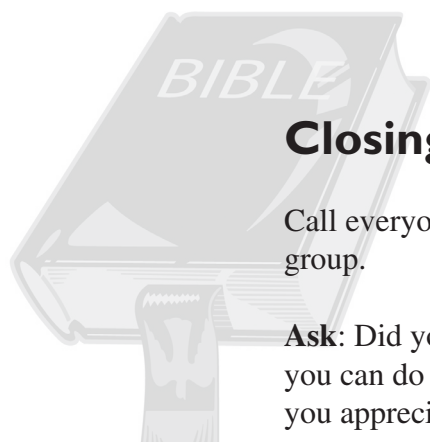 BIBLE
Closing
Call everyo
group.
Ask: Did yo
you can do
you appreci